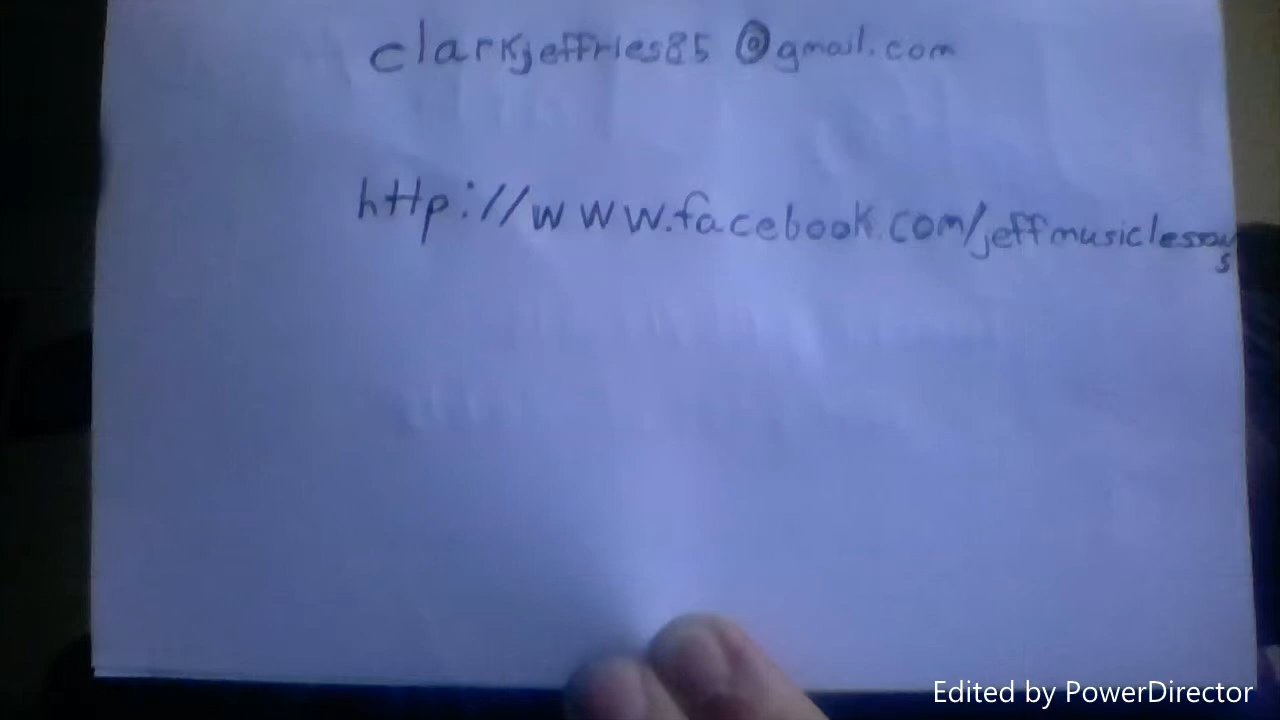 clarkjeffries85@gmail.com
http://www.facebook.com/jeffmusiclessons
Edited by PowerDirector